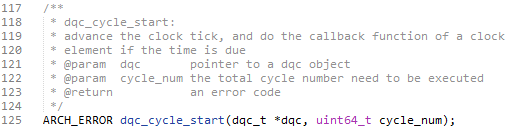 117 /**
118  * dqc_cycle_start:
119  * advance the clock tick, and do the callback function of a clock
120  * element if the time is due
121  * @param  dqc       pointer to a dqc object
122  * @param  cycle_num the total cycle number need to be executed
123  * @return           an error code
124  */
125 ARCH_ERROR dqc_cycle_start(dqc_t *dqc, uint64_t cycle_num);